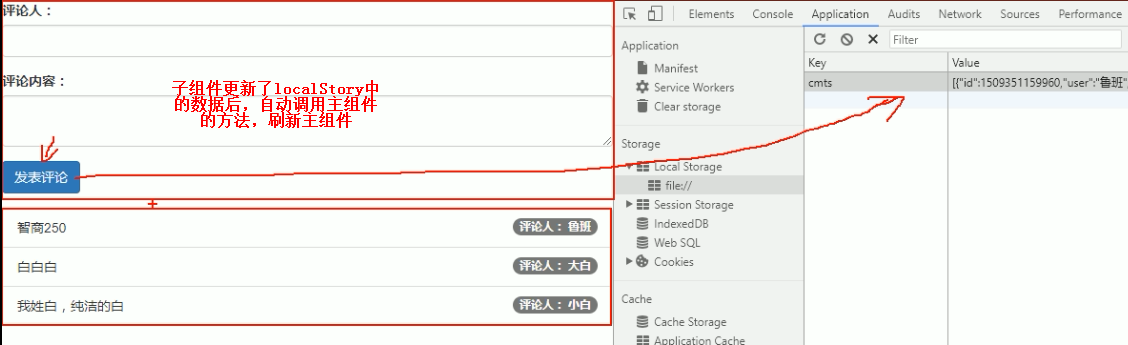 评论人：
评论内容：
子组件更新了localStory中
的数据后，自动调用主组件
的方法，刷新主组件
发表评论
智商250 评论人：鲁班
白白白 评论人：大白
我姓白，纯洁的白 评论人：小白
Elements Console Application Audits Network Sources Performance
Application
Manifest
Service Workers
Clear storage
Storage
Local Storage
file://
Session Storage
IndexedDB
Web SQL
Cookies
Cache
Cache Storage
Application Cache
Filter
Key Value
cmts [{"id":1509351159960,"user":"鲁班",